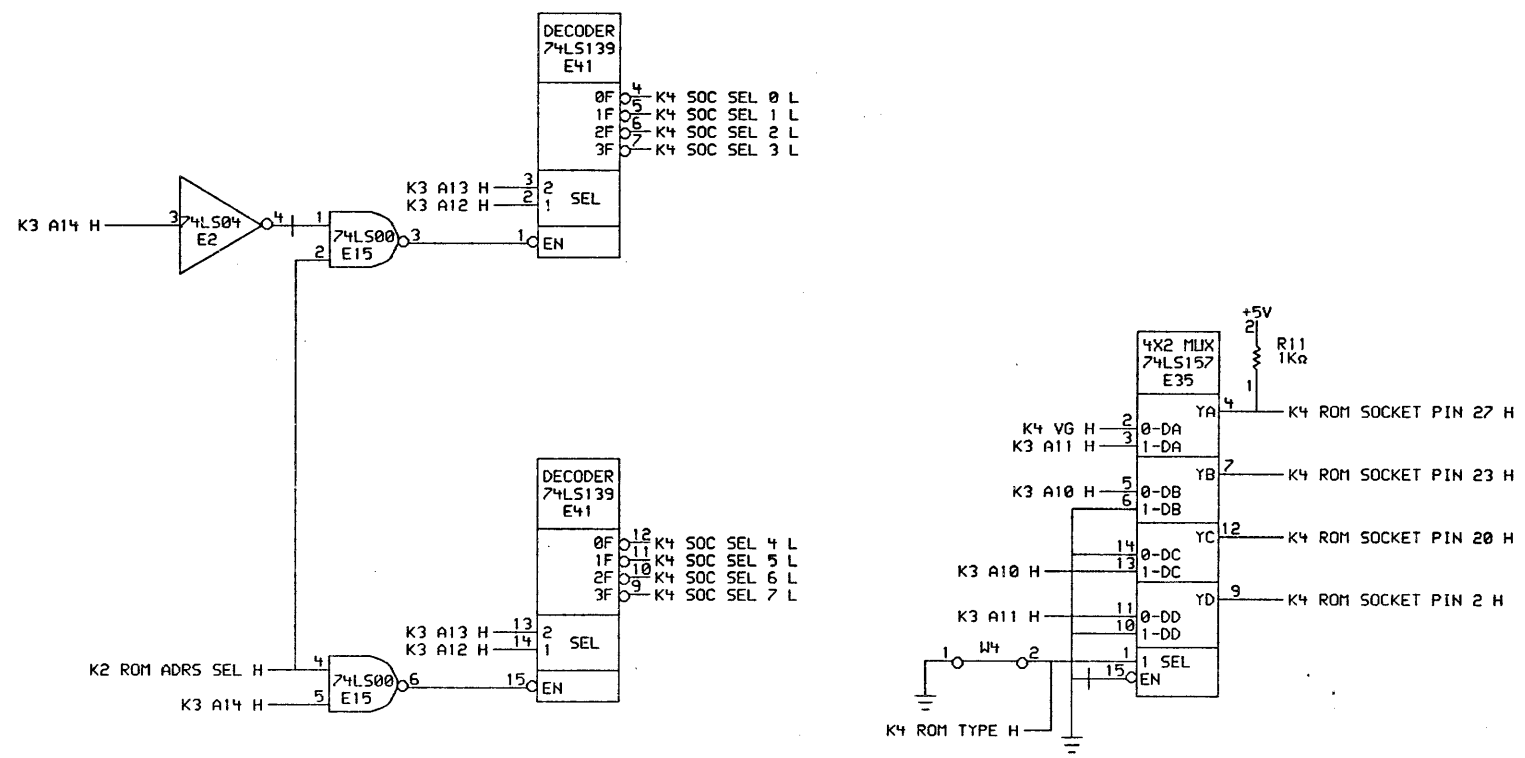 DECODER
74LS139
E41
0F 4 K4 SOC SEL 0 L
1F 5 K4 SOC SEL 1 L
2F 6 K4 SOC SEL 2 L
3F 7 K4 SOC SEL 3 L
K3 A13 H 3 2 SEL
K3 A12 H 2 1
K3 A14 H 3 74LS04 4 1 74LS00 3 1 EN
E2 2 E15
DECODER
74LS139
E41
0F 12 K4 SOC SEL 4 L
1F 11 K4 SOC SEL 5 L
2F 10 K4 SOC SEL 6 L
3F 9 K4 SOC SEL 7 L
K3 A13 H 13 2 SEL
K3 A12 H 14 1
K2 ROM ADRS SEL H 4 74LS00 6 15 EN
K3 A14 H 5 E15
+5V
2
R11
1KΩ
1
4X2 MUX
74LS157
E35
YA 4 K4 ROM SOCKET PIN 27 H
K4 VG H 2 0-DA
K3 A11 H 3 1-DA
YB 7 K4 ROM SOCKET PIN 23 H
K3 A10 H 5 0-DB
6 1-DB
YC 12 K4 ROM SOCKET PIN 20 H
14 0-DC
K3 A10 H 13 1-DC
YD 9 K4 ROM SOCKET PIN 2 H
K3 A11 H 11 0-DD
10 1-DD
1 W4 2 1 1 SEL
15 EN
K4 ROM TYPE H